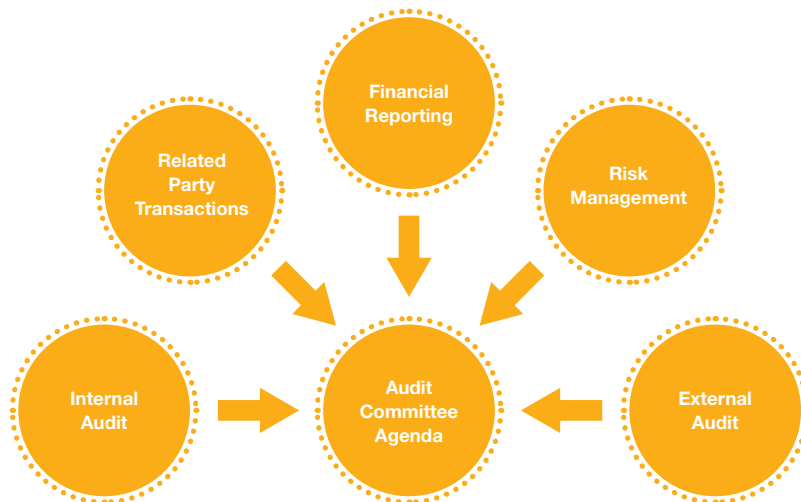 Financial
Reporting
Related
Party
Transactions
Risk
Management
Internal
Audit
Audit
Committee
Agenda
External
Audit